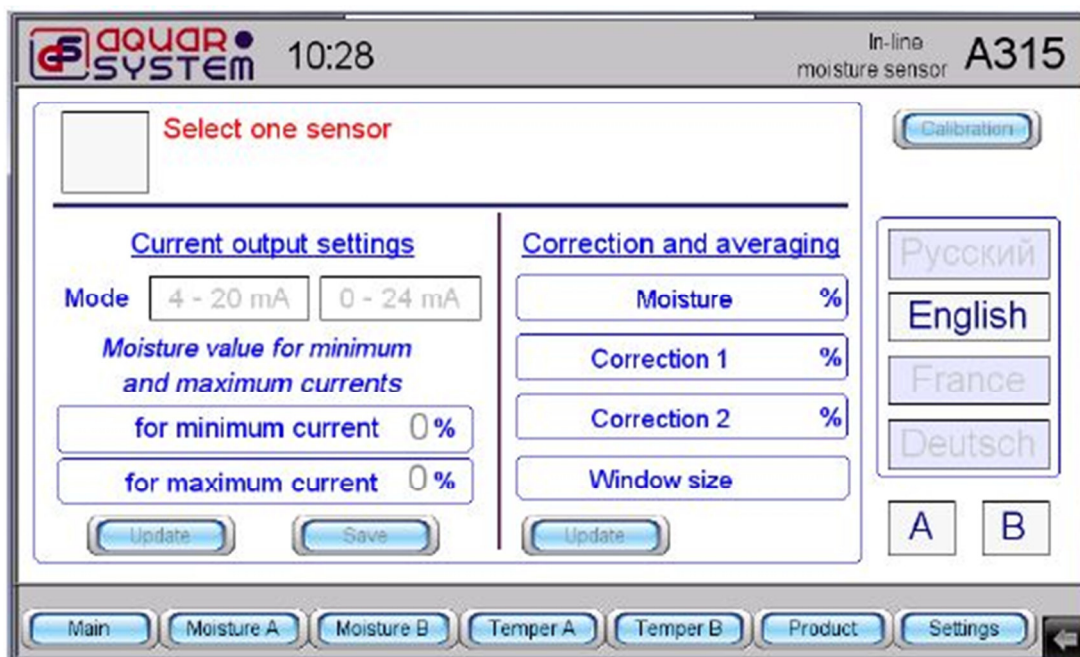 AQUAR SYSTEM
10:28
In-line
moisture sensor
A315
Select one sensor
Calibration
Current output settings
Mode 4 - 20 mA 0 - 24 mA
Moisture value for minimum
and maximum currents
for minimum current 0 %
for maximum current 0 %
Update Save
Correction and averaging
Moisture %
Correction 1 %
Correction 2 %
Window size
Update
Русский
English
France
Deutsch
A B
Main Moisture A Moisture B Temper A Temper B Product Settings